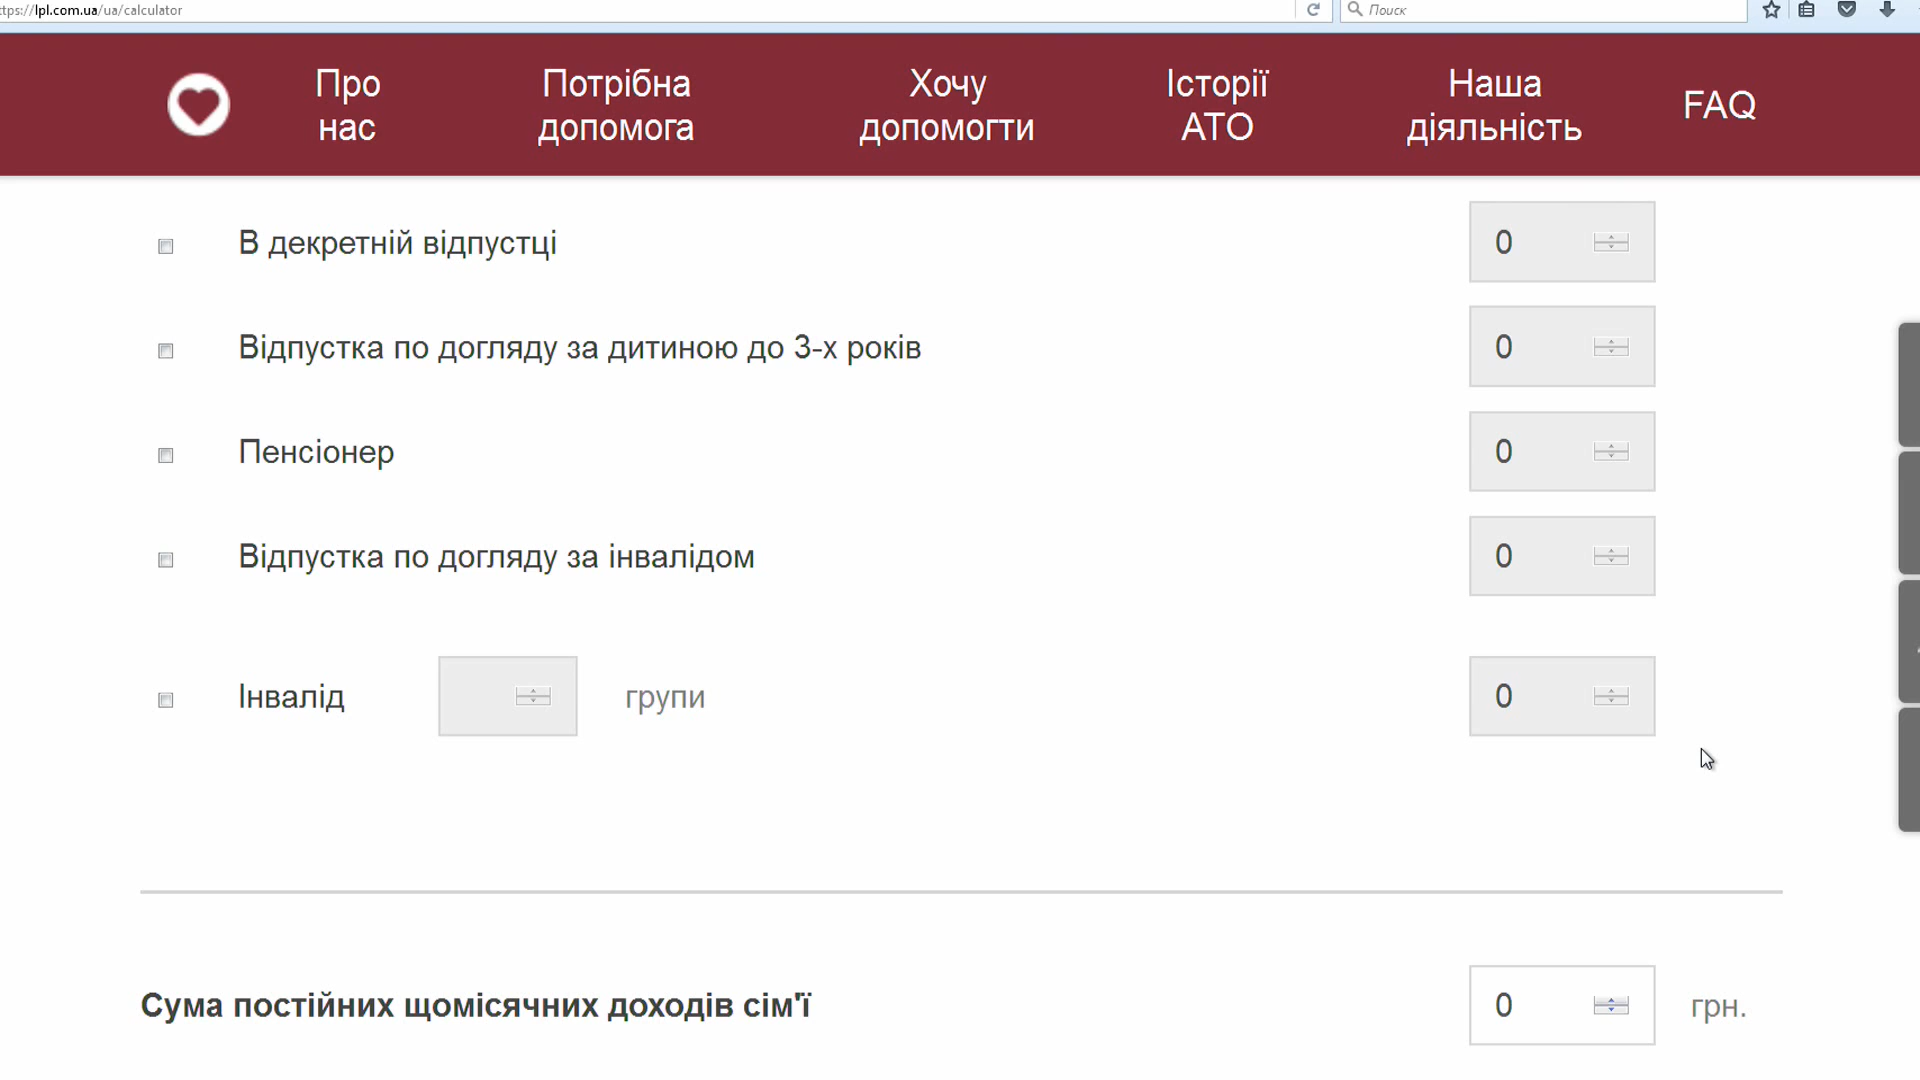 ttps://lpl.com.ua/ua/calculator
Поиск
Про нас
Потрібна допомога
Хочу допомогти
Історії АТО
Наша діяльність
FAQ
В декретній відпустці 0
Відпустка по догляду за дитиною до 3-х років 0
Пенсіонер 0
Відпустка по догляду за інвалідом 0
Інвалід групи 0
Сума постійних щомісячних доходів сім'ї 0 грн.